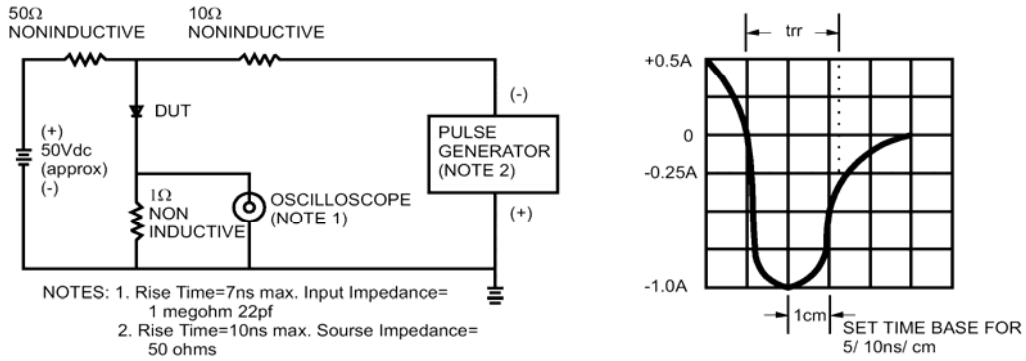 50Ω
NONINDUCTIVE
10Ω
NONINDUCTIVE
DUT
(+)
50Vdc
(approx)
(-)
1Ω
NON
INDUCTIVE
OSCILLOSCOPE
(NOTE 1)
(-)
PULSE
GENERATOR
(NOTE 2)
(+)
NOTES: 1. Rise Time=7ns max. Input Impedance=
1 megohm 22pf
2. Rise Time=10ns max. Sourse Impedance=
50 ohms
trr
+0.5A
0
-0.25A
-1.0A
1cm
SET TIME BASE FOR
5/ 10ns/ cm